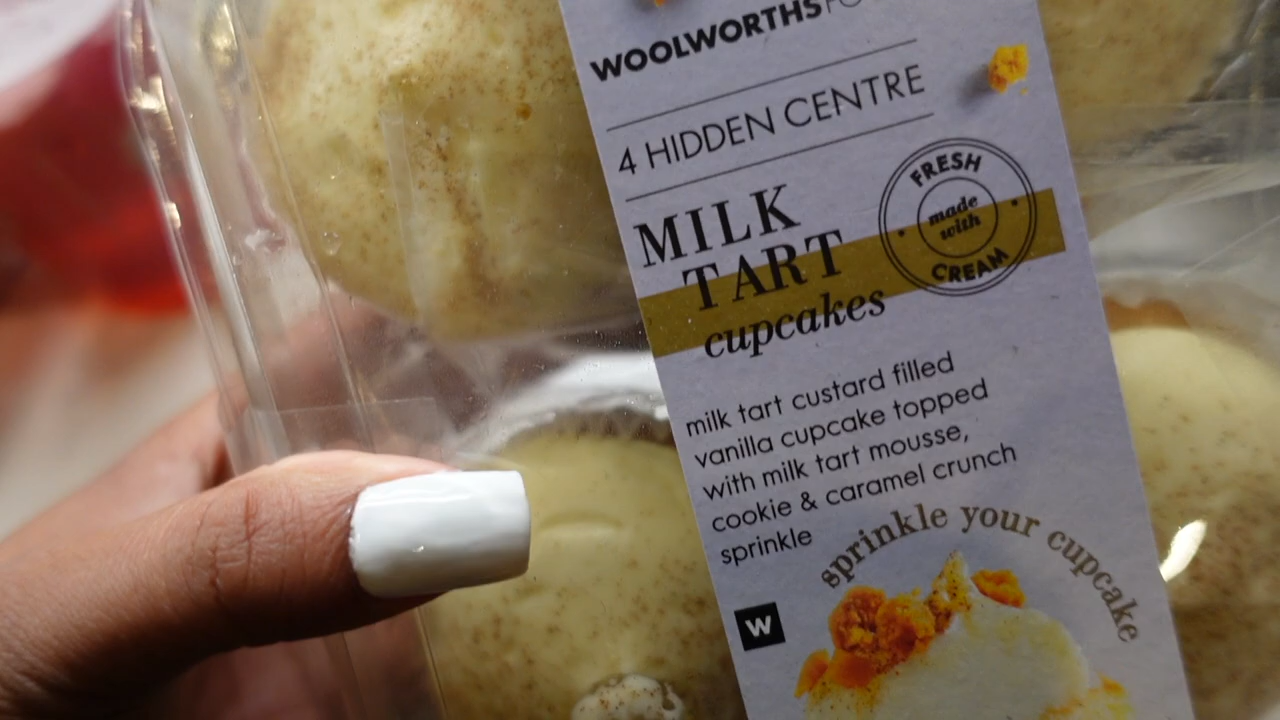 WOOLWORTHS
4 HIDDEN CENTRE
MILK
TART
cupcakes
FRESH
made
with
CREAM
milk tart custard filled
vanilla cupcake topped
with milk tart mousse,
cookie & caramel crunch
sprinkle
sprinkle your cupcake
W